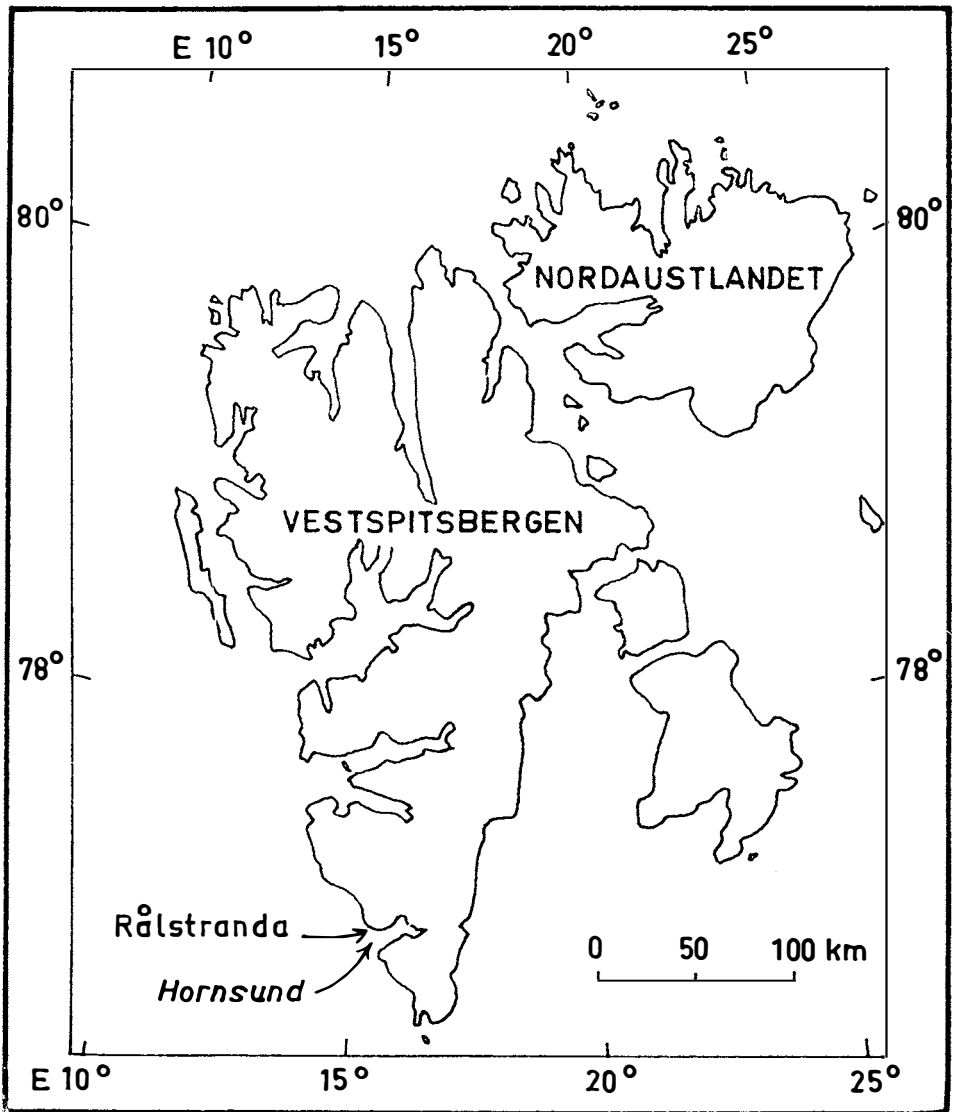 E 10° 15° 20° 25°
80° 80°
NORDAUSTLANDET
VESTSPITSBERGEN
78° 78°
Rålstranda
0 50 100 km
Hornsund
E 10° 15° 20° 25°